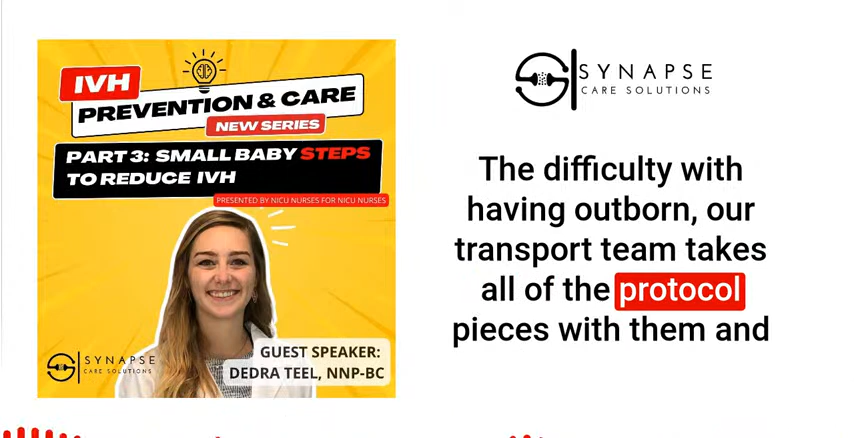 IVH
PREVENTION & CARE
NEW SERIES
PART 3: SMALL BABY STEPS
TO REDUCE IVH
PRESENTED BY NICU NURSES FOR NICU NURSES
SYNAPSE
CARE SOLUTIONS
GUEST SPEAKER:
DEDRA TEEL, NNP-BC
SYNAPSE
CARE SOLUTIONS
The difficulty with
having outborn, our
transport team takes
all of the protocol
pieces with them and